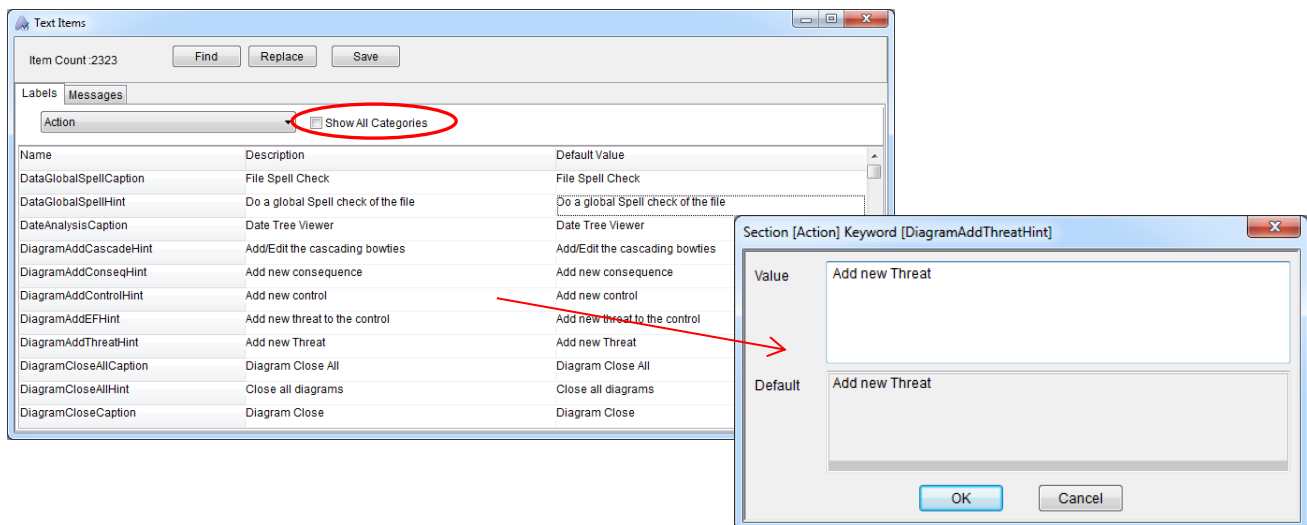 Text Items
Item Count :2323 Find Replace Save
Labels Messages
Action Show All Categories
Name Description Default Value
DataGlobalSpellCaption File Spell Check File Spell Check
DataGlobalSpellHint Do a global Spell check of the file Do a global Spell check of the file
DateAnalysisCaption Date Tree Viewer Date Tree Viewer
DiagramAddCascadeHint Add/Edit the cascading bowties Add/Edit the cascading bowties
DiagramAddConseqHint Add new consequence Add new consequence
DiagramAddControlHint Add new control Add new control
DiagramAddEFHint Add new threat to the control Add new threat to the control
DiagramAddThreatHint Add new Threat Add new Threat
DiagramCloseAllCaption Diagram Close All Diagram Close All
DiagramCloseAllHint Close all diagrams Close all diagrams
DiagramCloseCaption Diagram Close Diagram Close
Section [Action] Keyword [DiagramAddThreatHint]
Value Add new Threat
Default Add new Threat
OK Cancel